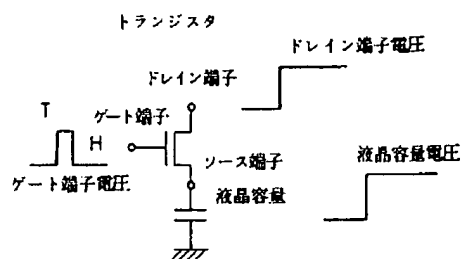 トランジスタ
ドレイン端子電圧
ドレイン端子
T
ゲート端子
H
ソース端子
液晶容量電圧
ゲート端子電圧
液晶容量